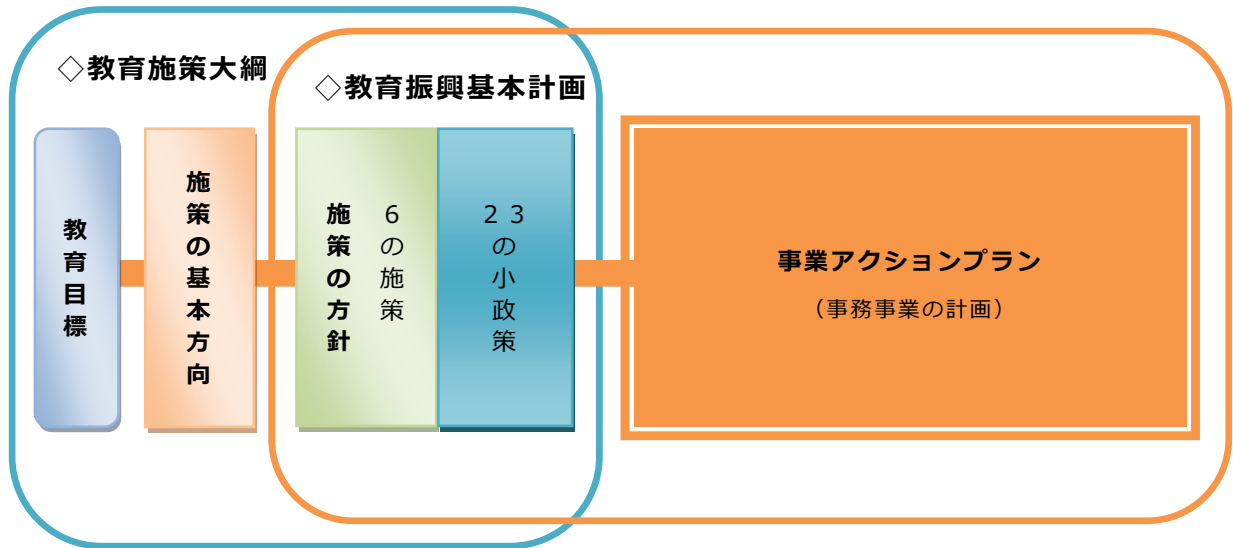 ◇教育施策大綱
◇教育振興基本計画
教育目標
施策の基本方向
施策の方針
６の施策
２３の小政策
事業アクションプラン
（事務事業の計画）